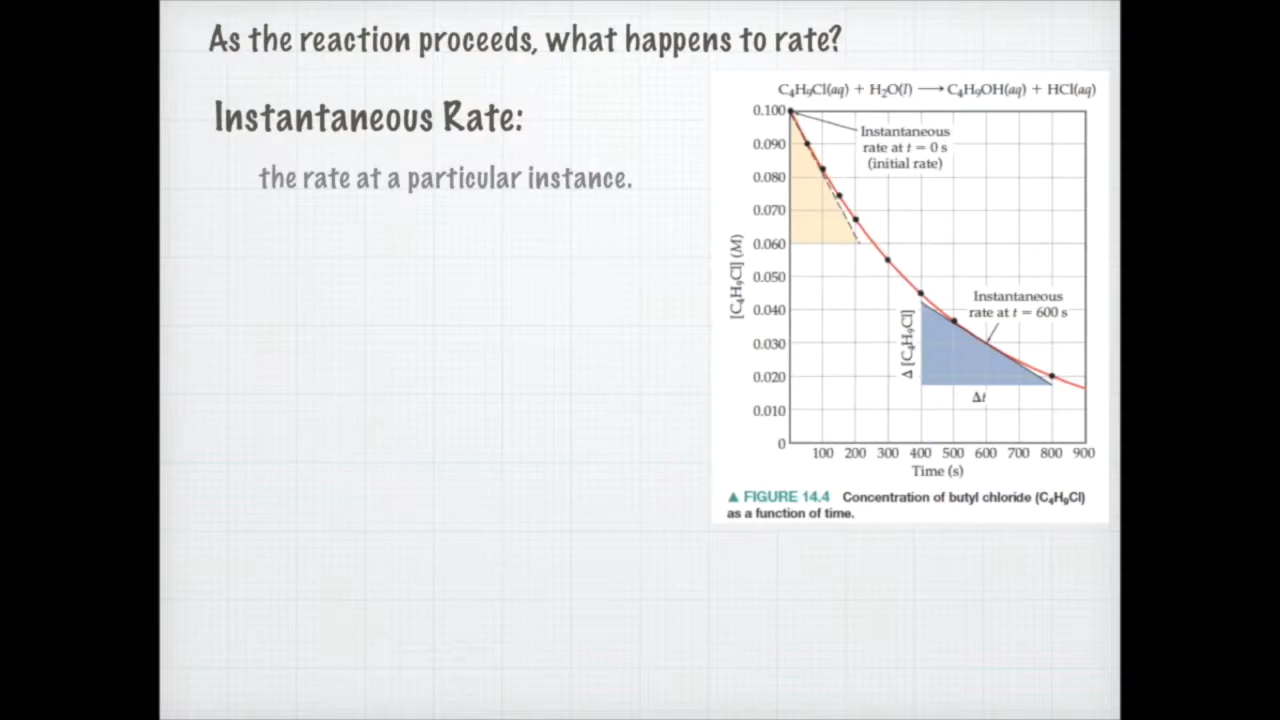 As the reaction proceeds, what happens to rate?
Instantaneous Rate:
the rate at a particular instance.
C₄H₉Cl(aq) + H₂O(l) ⟶ C₄H₉OH(aq) + HCl(aq)
0.100
0.090
0.080
0.070
0.060
0.050
0.040
0.030
0.020
0.010
0
[C₄H₉Cl] (M)
Instantaneous
rate at t = 0 s
(initial rate)
Instantaneous
rate at t = 600 s
Δ [C₄H₉Cl]
Δt
100 200 300 400 500 600 700 800 900
Time (s)
▲ FIGURE 14.4 Concentration of butyl chloride (C₄H₉Cl)
as a function of time.